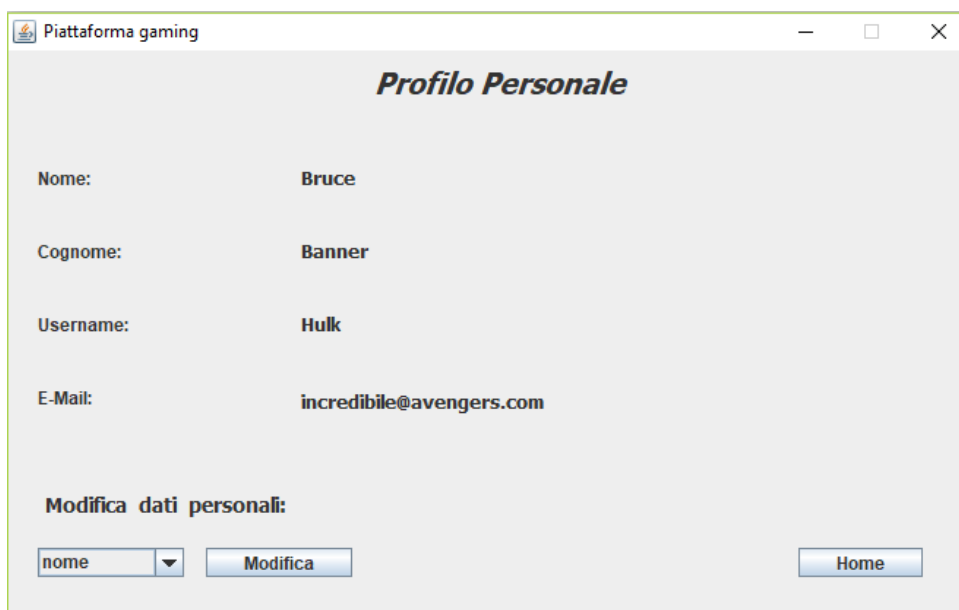 Piattaforma gaming
Profilo Personale
Nome: Bruce
Cognome: Banner
Username: Hulk
E-Mail: incredibile@avengers.com
Modifica dati personali:
nome Modifica Home